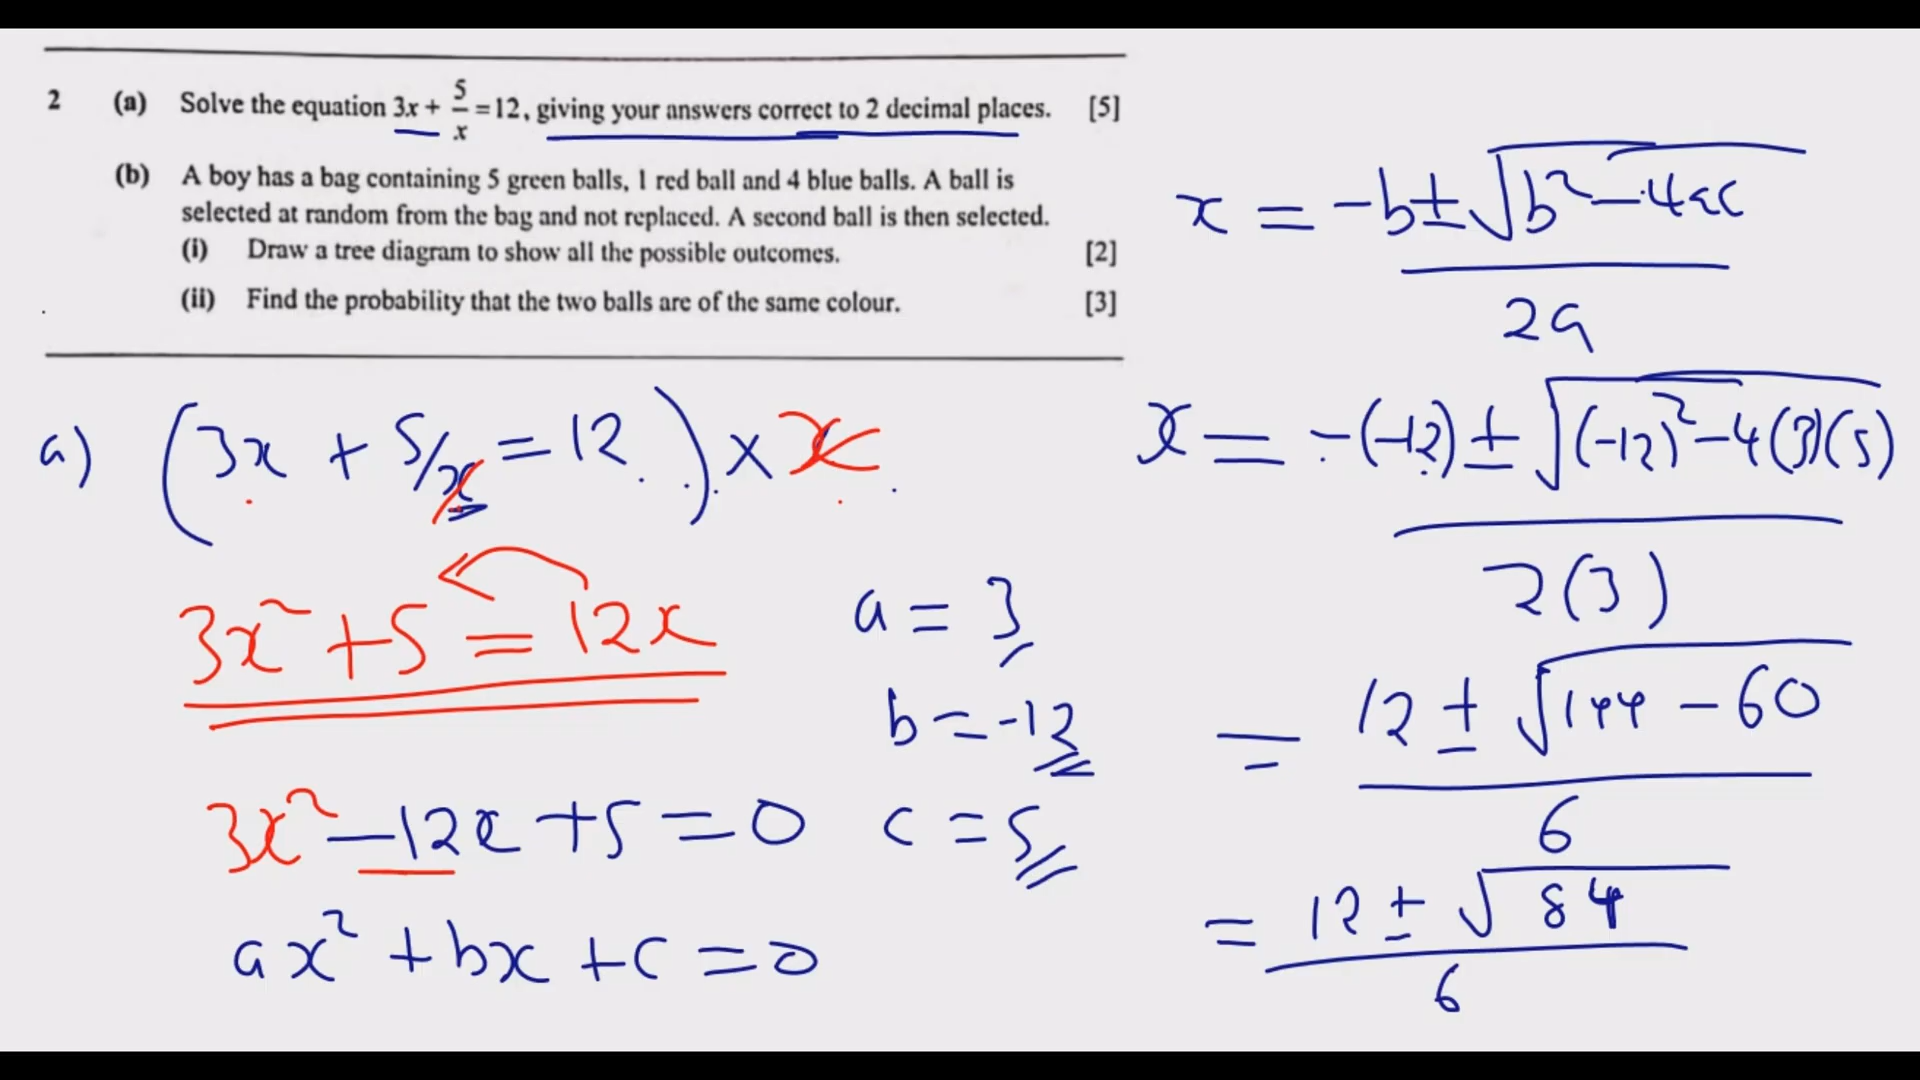 2 (a) Solve the equation 3x + 5/x = 12, giving your answers correct to 2 decimal places. [5]
(b) A boy has a bag containing 5 green balls, 1 red ball and 4 blue balls. A ball is
selected at random from the bag and not replaced. A second ball is then selected.
(i) Draw a tree diagram to show all the possible outcomes. [2]
(ii) Find the probability that the two balls are of the same colour. [3]
a) (3x + 5/x = 12) × x
3x² + 5 = 12x
3x² − 12x + 5 = 0
ax² + bx + c = 0
a = 3
b = -12
c = 5
x = -b ± √(b² − 4ac)
2a
x = -(-12) ± √((-12)² − 4(3)(5))
2(3)
= 12 ± √(144 − 60)
6
= 12 ± √84
6